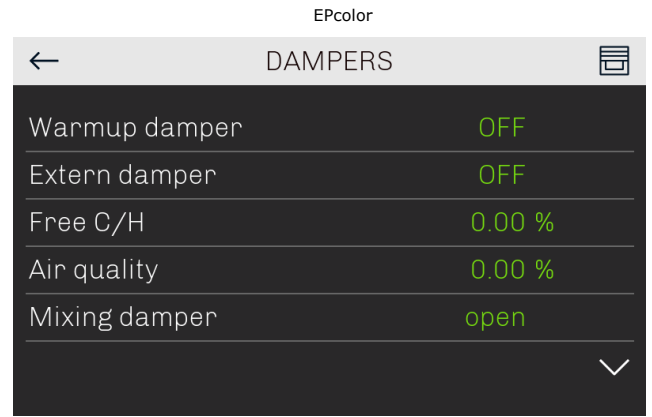 EPcolor
DAMPERS
Warmup damper OFF
Extern damper OFF
Free C/H 0.00 %
Air quality 0.00 %
Mixing damper open